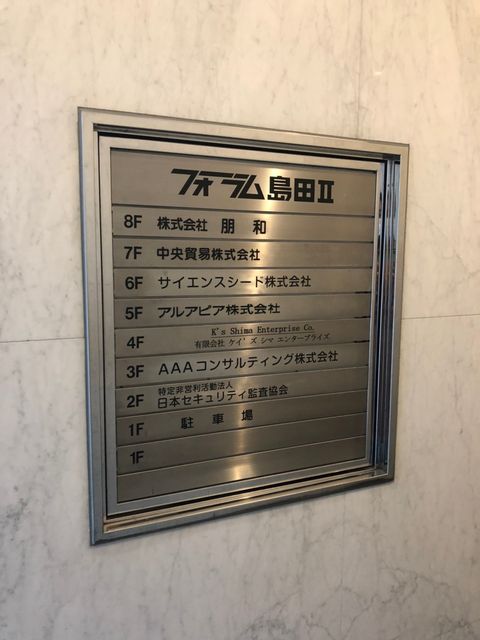 フォーラム島田II
8F 株式会社 朋和
7F 中央貿易株式会社
6F サイエンスシード株式会社
5F アルアピア株式会社
4F K's Shima Enterprise Co.
有限会社 ケイ'ズ シマ エンタープライズ
3F AAAコンサルティング株式会社
2F 特定非営利活動法人
日本セキュリティ監査協会
1F 駐車場
1F